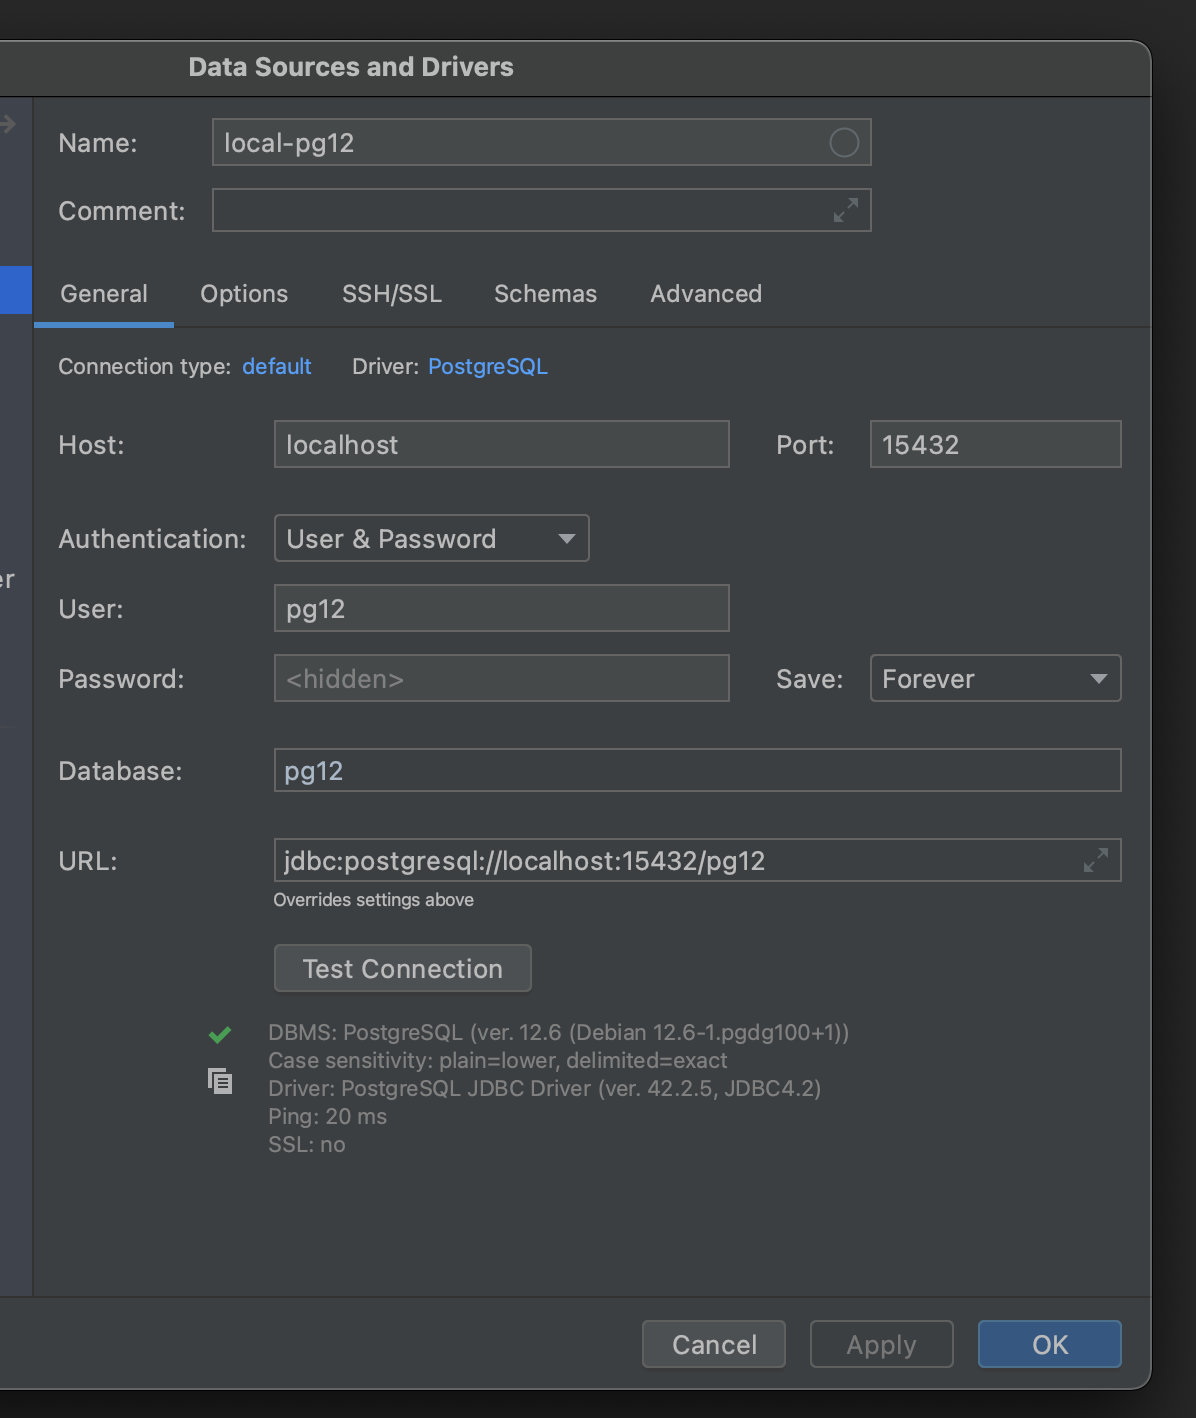 Data Sources and Drivers
Name: local-pg12
Comment:
General Options SSH/SSL Schemas Advanced
Connection type: default Driver: PostgreSQL
Host: localhost Port: 15432
Authentication: User & Password
er
User: pg12
Password: <hidden> Save: Forever
Database: pg12
URL: jdbc:postgresql://localhost:15432/pg12
Overrides settings above
Test Connection
DBMS: PostgreSQL (ver. 12.6 (Debian 12.6-1.pgdg100+1))
Case sensitivity: plain=lower, delimited=exact
Driver: PostgreSQL JDBC Driver (ver. 42.2.5, JDBC4.2)
Ping: 20 ms
SSL: no
Cancel Apply OK